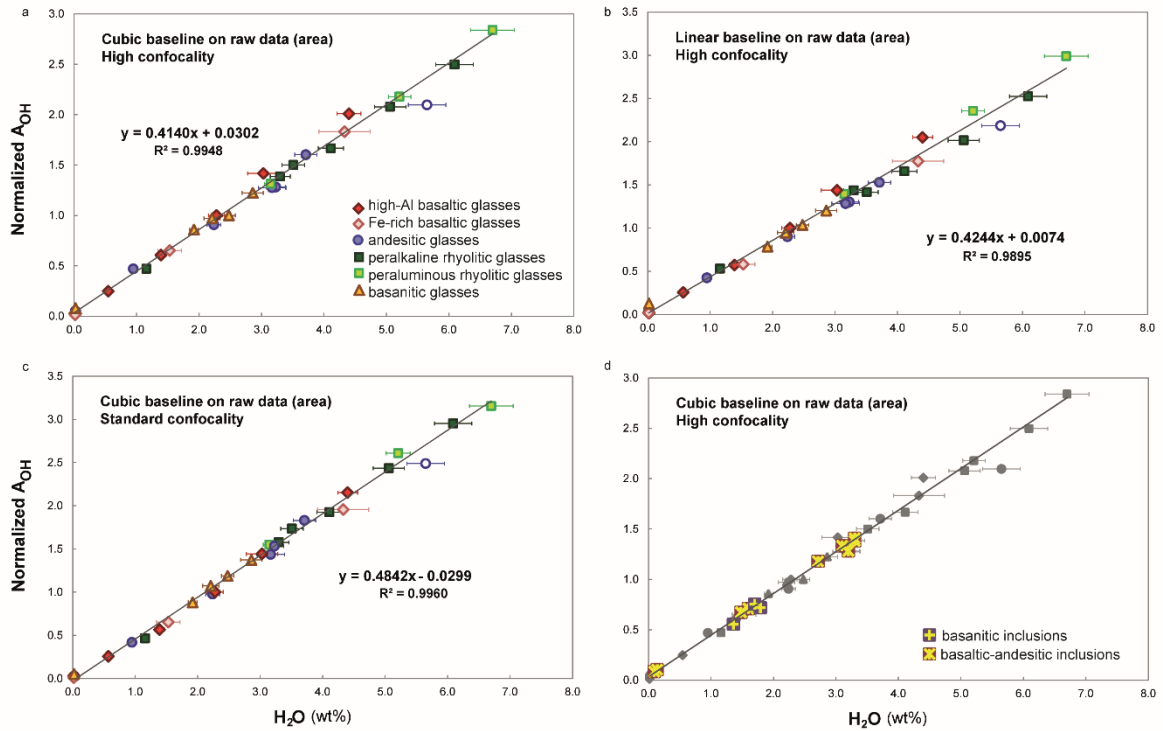 a
Cubic baseline on raw data (area)
High confocality
y = 0.4140x + 0.0302
R² = 0.9948
high-Al basaltic glasses
Fe-rich basaltic glasses
andesitic glasses
peralkaline rhyolitic glasses
peraluminous rhyolitic glasses
basanitic glasses
Normalized A_OH
3.0
2.5
2.0
1.5
1.0
0.5
0.0
0.0 1.0 2.0 3.0 4.0 5.0 6.0 7.0 8.0
b
Linear baseline on raw data (area)
High confocality
y = 0.4244x + 0.0074
R² = 0.9895
3.5
3.0
2.5
2.0
1.5
1.0
0.5
0.0
0.0 1.0 2.0 3.0 4.0 5.0 6.0 7.0 8.0
c
Cubic baseline on raw data (area)
Standard confocality
y = 0.4842x - 0.0299
R² = 0.9960
Normalized A_OH
3.5
3.0
2.5
2.0
1.5
1.0
0.5
0.0
0.0 1.0 2.0 3.0 4.0 5.0 6.0 7.0 8.0
H₂O (wt%)
d
Cubic baseline on raw data (area)
High confocality
basanitic inclusions
basaltic-andesitic inclusions
3.0
2.5
2.0
1.5
1.0
0.5
0.0
0.0 1.0 2.0 3.0 4.0 5.0 6.0 7.0 8.0
H₂O (wt%)